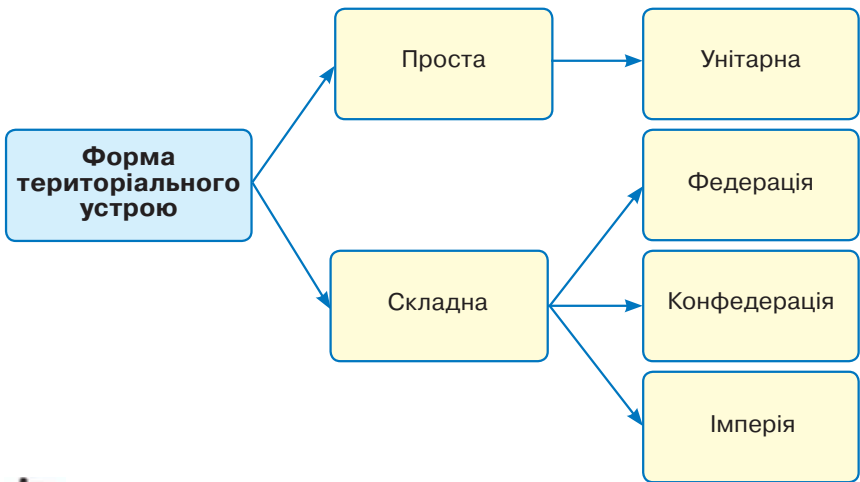 Форма
територіального
устрою
Проста
Унітарна
Складна
Федерація
Конфедерація
Імперія